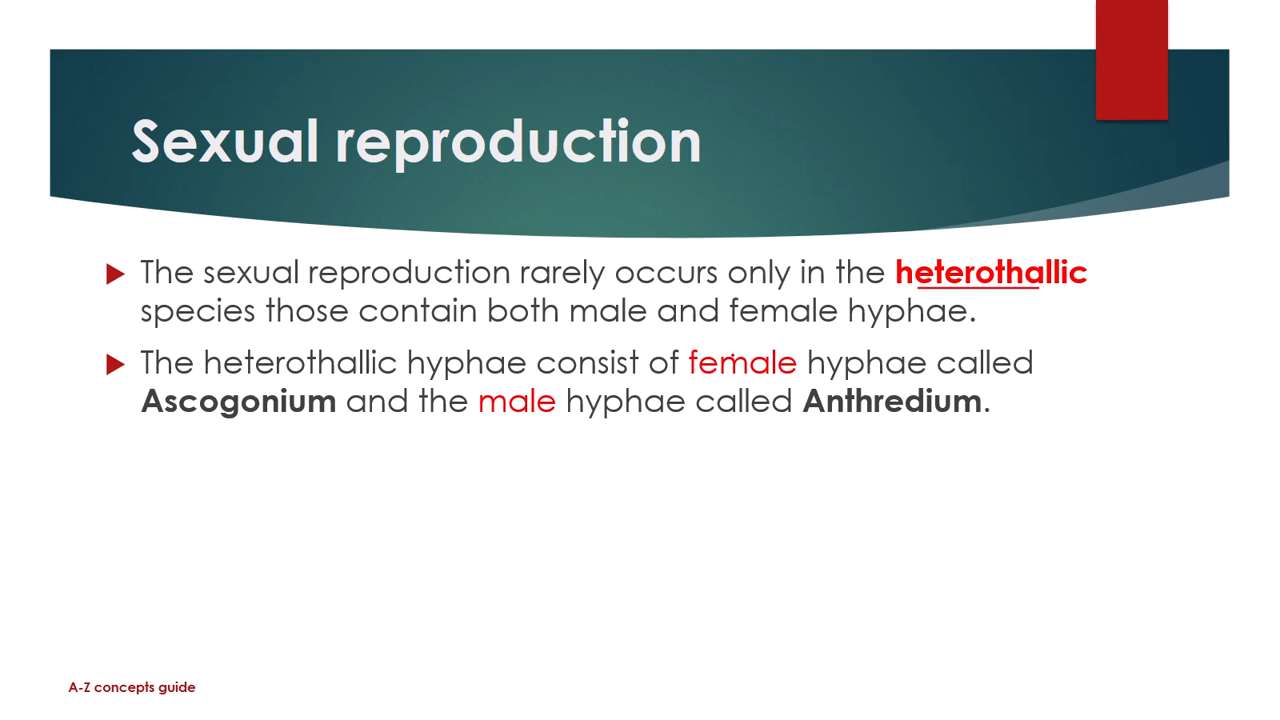 Sexual reproduction
The sexual reproduction rarely occurs only in the heterothallic
species those contain both male and female hyphae.
The heterothallic hyphae consist of female hyphae called
Ascogonium and the male hyphae called Anthredium.
A-Z concepts guide